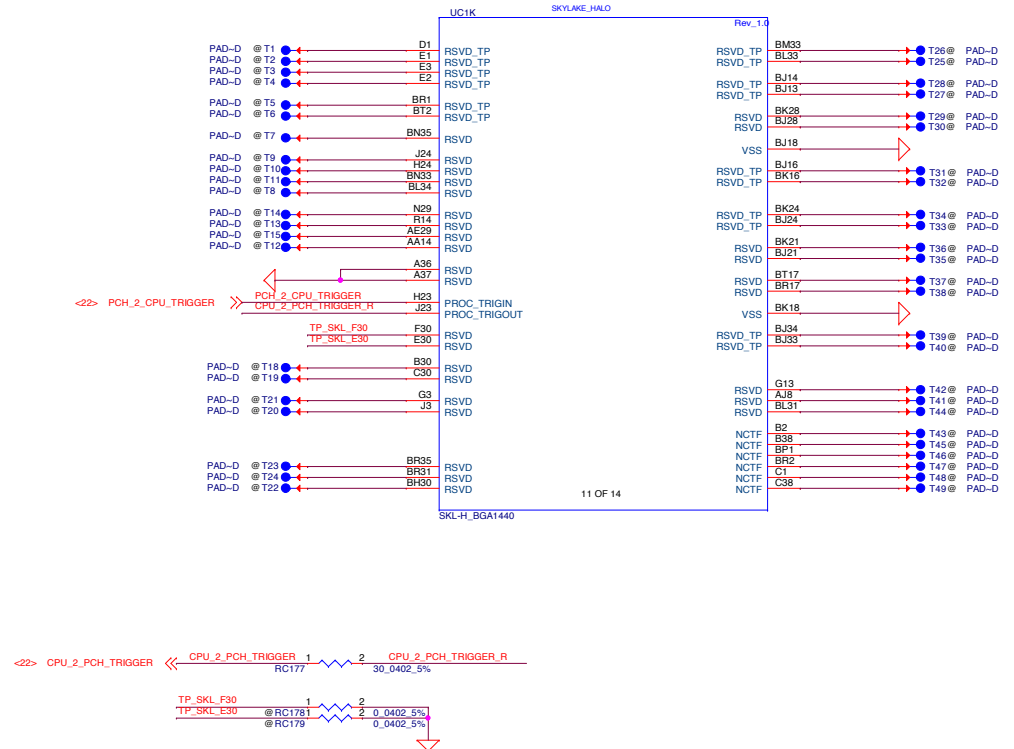 UC1K SKYLAKE_HALO
Rev_1.0
PAD~D @ T1 D1 RSVD_TP RSVD_TP BM33 T26@ PAD~D
PAD~D @ T2 E1 RSVD_TP RSVD_TP BL33 T25@ PAD~D
PAD~D @ T3 E3 RSVD_TP
PAD~D @ T4 E2 RSVD_TP RSVD_TP BJ14 T28@ PAD~D
RSVD_TP BJ13 T27@ PAD~D
PAD~D @ T5 BR1 RSVD_TP
PAD~D @ T6 BT2 RSVD_TP RSVD BK28 T29@ PAD~D
RSVD BJ28 T30@ PAD~D
PAD~D @ T7 BN35 RSVD
VSS BJ18
PAD~D @ T9 J24 RSVD
PAD~D @ T10 H24 RSVD RSVD_TP BJ16 T31@ PAD~D
PAD~D @ T11 BN33 RSVD RSVD_TP BK16 T32@ PAD~D
PAD~D @ T8 BL34 RSVD
PAD~D @ T14 N29 RSVD RSVD_TP BK24 T34@ PAD~D
PAD~D @ T13 R14 RSVD RSVD_TP BJ24 T33@ PAD~D
PAD~D @ T15 AE29 RSVD
PAD~D @ T12 AA14 RSVD RSVD BK21 T36@ PAD~D
RSVD BJ21 T35@ PAD~D
A36 RSVD
A37 RSVD RSVD BT17 T37@ PAD~D
RSVD BR17 T38@ PAD~D
<22> PCH_2_CPU_TRIGGER PCH_2_CPU_TRIGGER H23 PROC_TRIGIN
CPU_2_PCH_TRIGGER_R J23 PROC_TRIGOUT VSS BK18
TP_SKL_F30 F30 RSVD RSVD_TP BJ34 T39@ PAD~D
TP_SKL_E30 E30 RSVD RSVD_TP BJ33 T40@ PAD~D
PAD~D @ T18 B30 RSVD
PAD~D @ T19 C30 RSVD
RSVD G13 T42@ PAD~D
PAD~D @ T21 G3 RSVD RSVD AJ8 T41@ PAD~D
PAD~D @ T20 J3 RSVD RSVD BL31 T44@ PAD~D
NCTF B2 T43@ PAD~D
NCTF B38 T45@ PAD~D
NCTF BP1 T46@ PAD~D
PAD~D @ T23 BR35 RSVD NCTF BR2 T47@ PAD~D
PAD~D @ T24 BR31 RSVD NCTF C1 T48@ PAD~D
PAD~D @ T22 BH30 RSVD NCTF C38 T49@ PAD~D
11 OF 14
SKL-H_BGA1440
<22> CPU_2_PCH_TRIGGER CPU_2_PCH_TRIGGER 1 2 CPU_2_PCH_TRIGGER_R
RC177 30_0402_5%
TP_SKL_F30 1 2
TP_SKL_E30 @ RC178 1 2 0_0402_5%
@ RC179 0_0402_5%